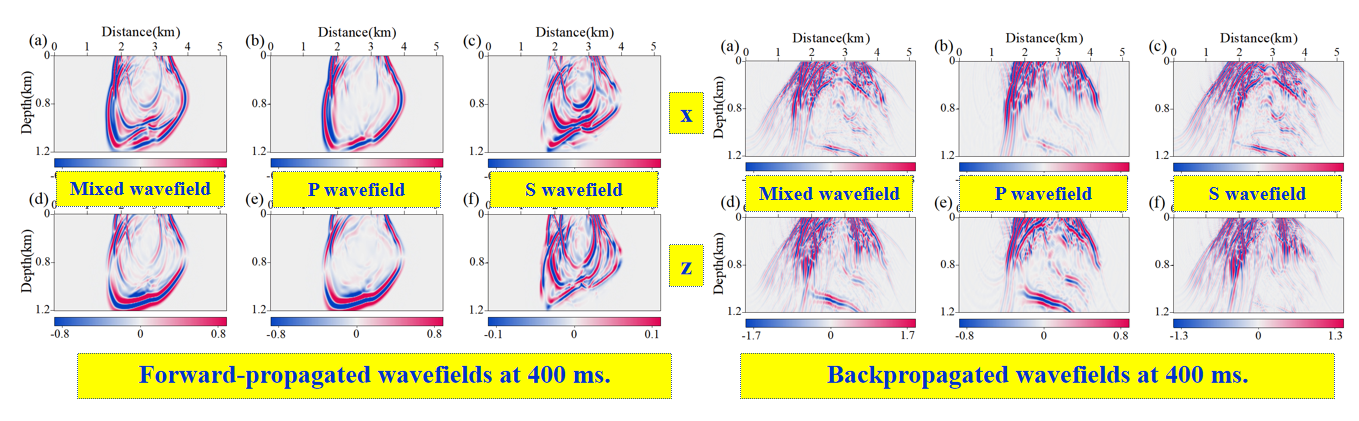 Distance(km)
(a) 0 1 2 3 4 5
Depth(km)
0
0.8
1.2
Mixed wavefield
Distance(km)
(b) 0 1 2 3 4 5
0
0.8
1.2
P wavefield
Distance(km)
(c) 0 1 2 3 4 5
0
0.8
1.2
S wavefield
x
(d)
Depth(km)
0
0.8
1.2
-0.8 0 0.8
(e)
0
0.8
1.2
-0.8 0 0.8
(f)
0
0.8
1.2
-0.1 0 0.1
z
Forward-propagated wavefields at 400 ms.
Distance(km)
(a) 0 1 2 3 4 5
Depth(km)
0
0.8
1.2
Mixed wavefield
Distance(km)
(b) 0 1 2 3 4 5
0
0.8
1.2
P wavefield
Distance(km)
(c) 0 1 2 3 4 5
0
0.8
1.2
S wavefield
(d)
Depth(km)
0
0.8
1.2
-1.7 0 1.7
(e)
0
0.8
1.2
-0.8 0 0.8
(f)
0
0.8
1.2
-1.3 0 1.3
Backpropagated wavefields at 400 ms.